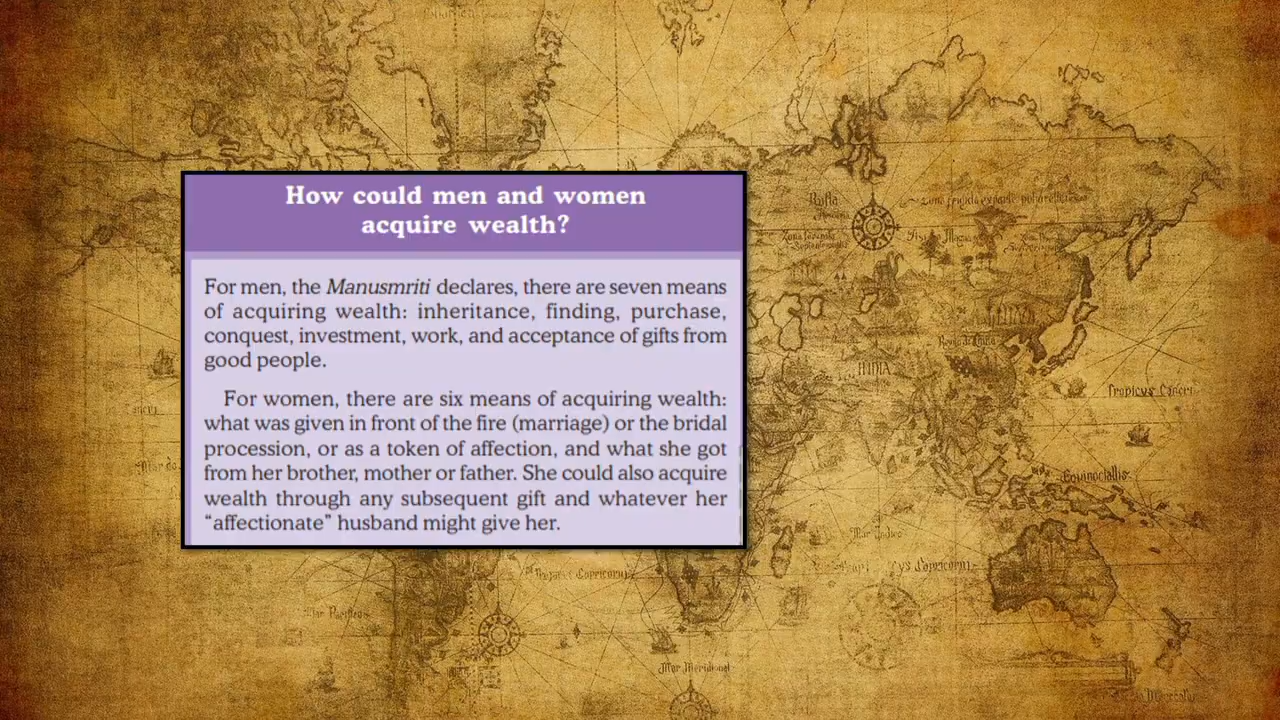 How could men and women
acquire wealth?
For men, the Manusmriti declares, there are seven means
of acquiring wealth: inheritance, finding, purchase,
conquest, investment, work, and acceptance of gifts from
good people.
For women, there are six means of acquiring wealth:
what was given in front of the fire (marriage) or the bridal
procession, or as a token of affection, and what she got
from her brother, mother or father. She could also acquire
wealth through any subsequent gift and whatever her
“affectionate” husband might give her.
INDIA
Tropicus Cancri